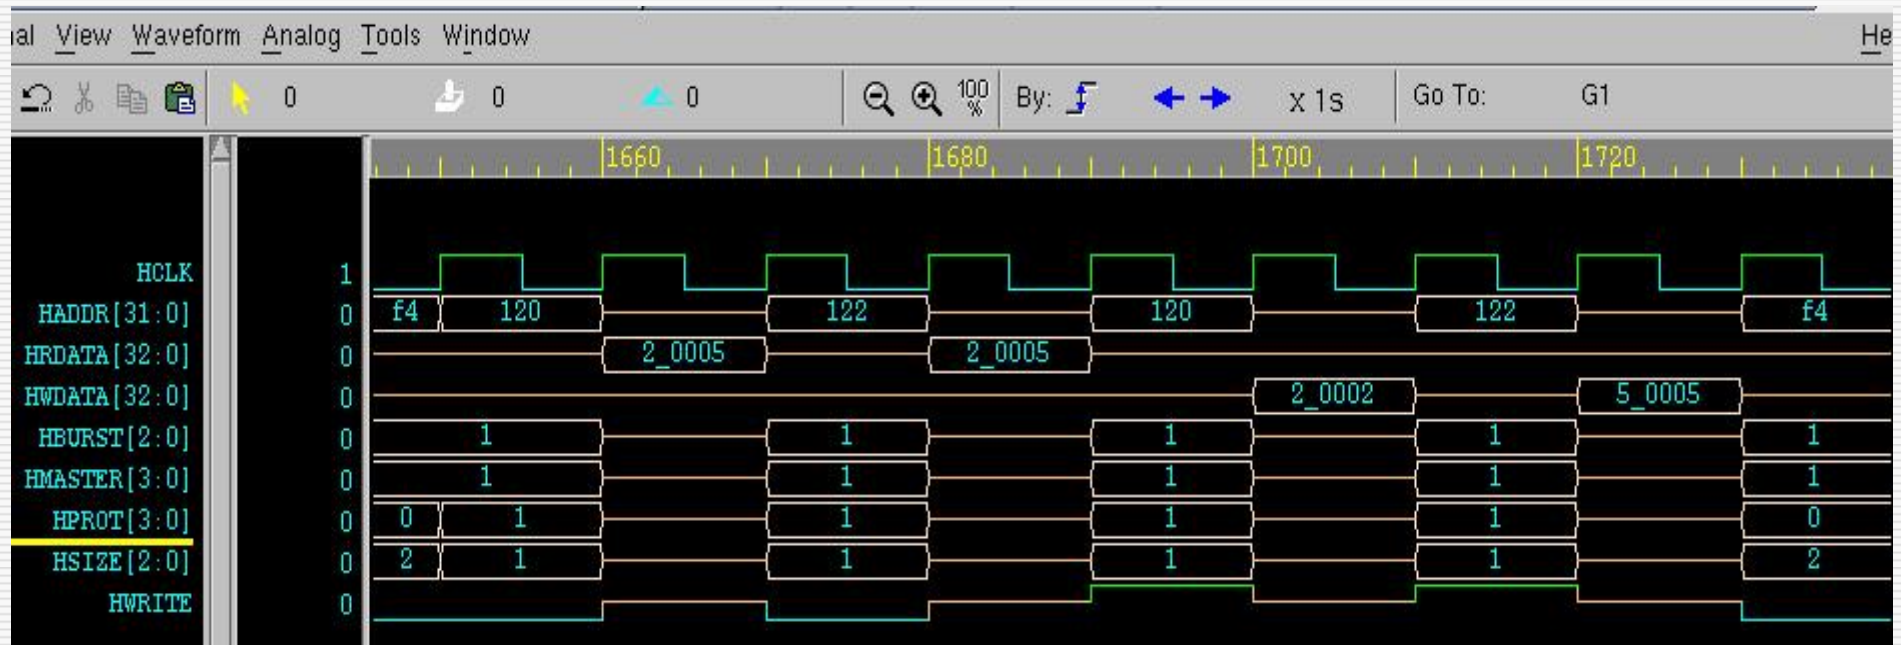 al View Waveform Analog Tools Window He
0 0 0 100 % By: x 1s Go To: G1
1660 1680 1700 1720
HCLK 1
HADDR[31:0] 0 f4 120 122 120 122 f4
HRDATA[32:0] 0 2_0005 2_0005
HWDATA[32:0] 0 2_0002 5_0005
HBURST[2:0] 0 1 1 1 1 1
HMASTER[3:0] 0 1 1 1 1 1
HPROT[3:0] 0 0 1 1 1 1 0
HSIZE[2:0] 0 2 1 1 1 1 2
HWRITE 0